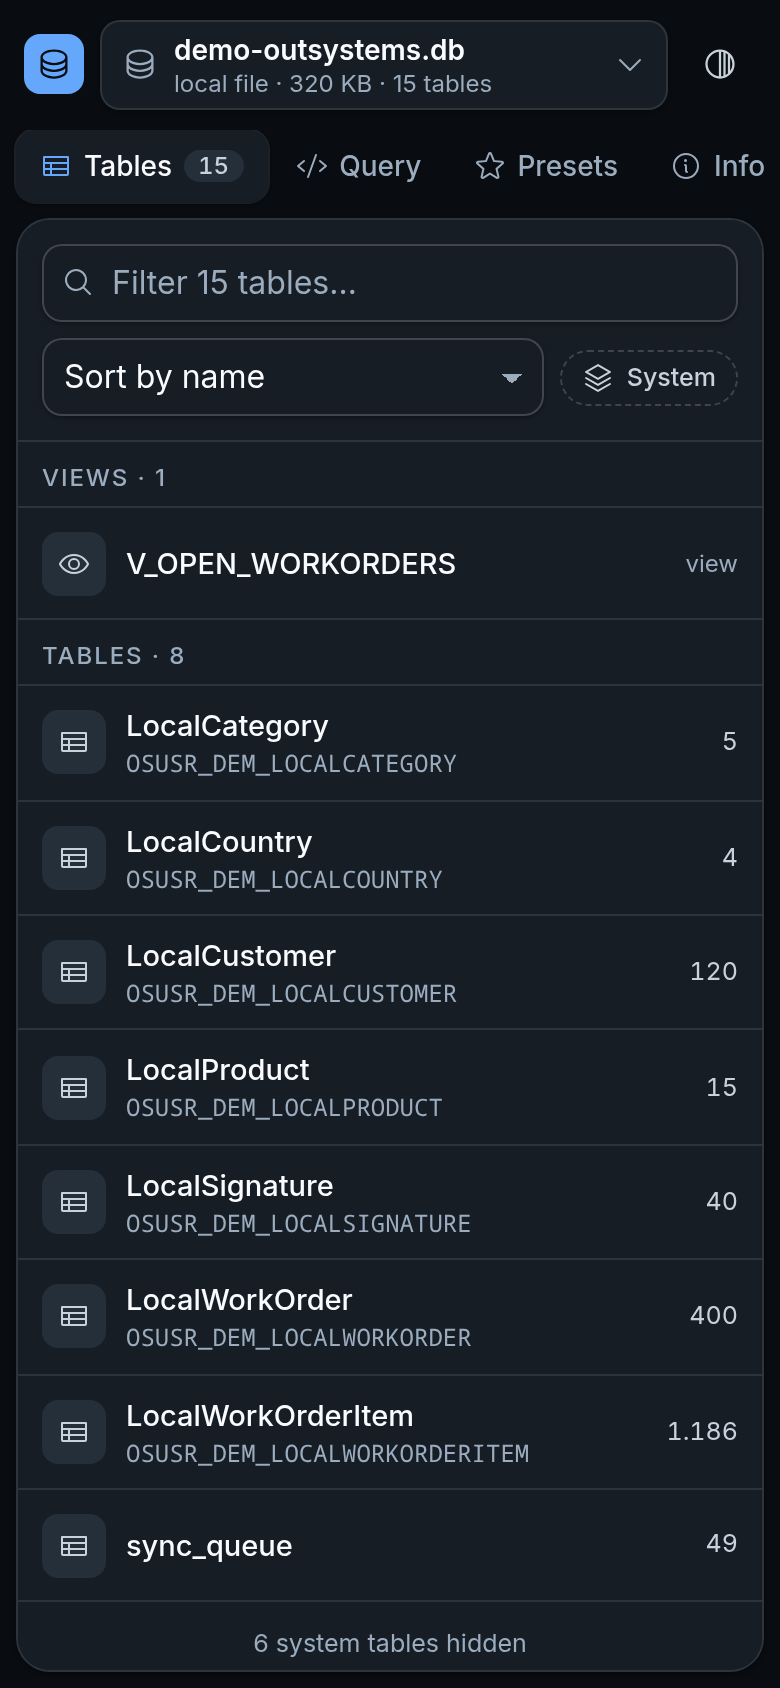 demo-outsystems.db
local file · 320 KB · 15 tables
Tables 15 Query Presets Info
Filter 15 tables...
Sort by name System
VIEWS · 1
V_OPEN_WORKORDERS view
TABLES · 8
LocalCategory 5
OSUSR_DEM_LOCALCATEGORY
LocalCountry 4
OSUSR_DEM_LOCALCOUNTRY
LocalCustomer 120
OSUSR_DEM_LOCALCUSTOMER
LocalProduct 15
OSUSR_DEM_LOCALPRODUCT
LocalSignature 40
OSUSR_DEM_LOCALSIGNATURE
LocalWorkOrder 400
OSUSR_DEM_LOCALWORKORDER
LocalWorkOrderItem 1.186
OSUSR_DEM_LOCALWORKORDERITEM
sync_queue 49
6 system tables hidden